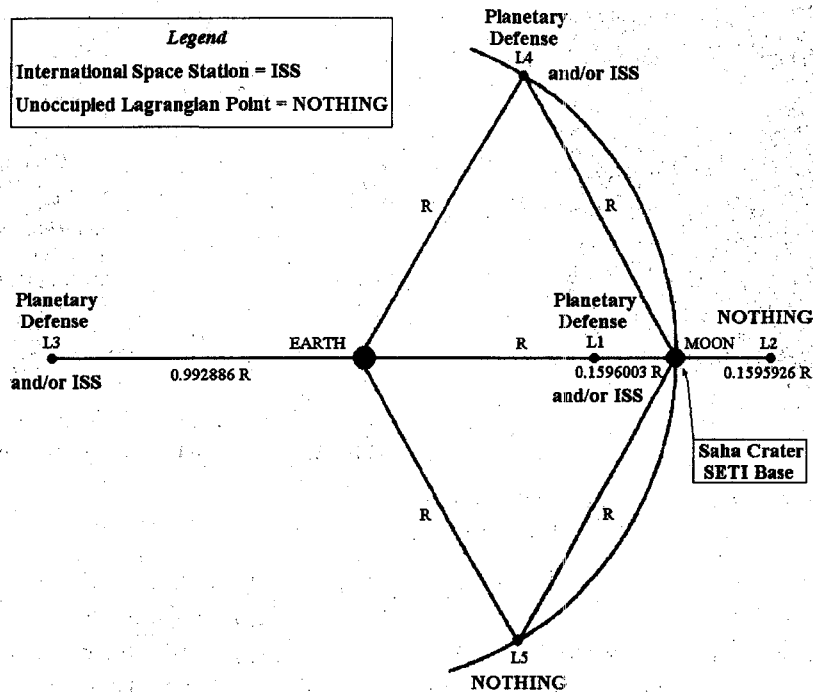 Legend
International Space Station = ISS
Unoccupied Lagrangian Point = NOTHING
Planetary
Defense
L4
and/or ISS
R
R
Planetary
Defense
L3
and/or ISS
0.992886 R
EARTH
R
Planetary
Defense
L1
0.1596003 R
and/or ISS
MOON
NOTHING
L2
0.1595926 R
Saha Crater
SETI Base
R
R
L5
NOTHING